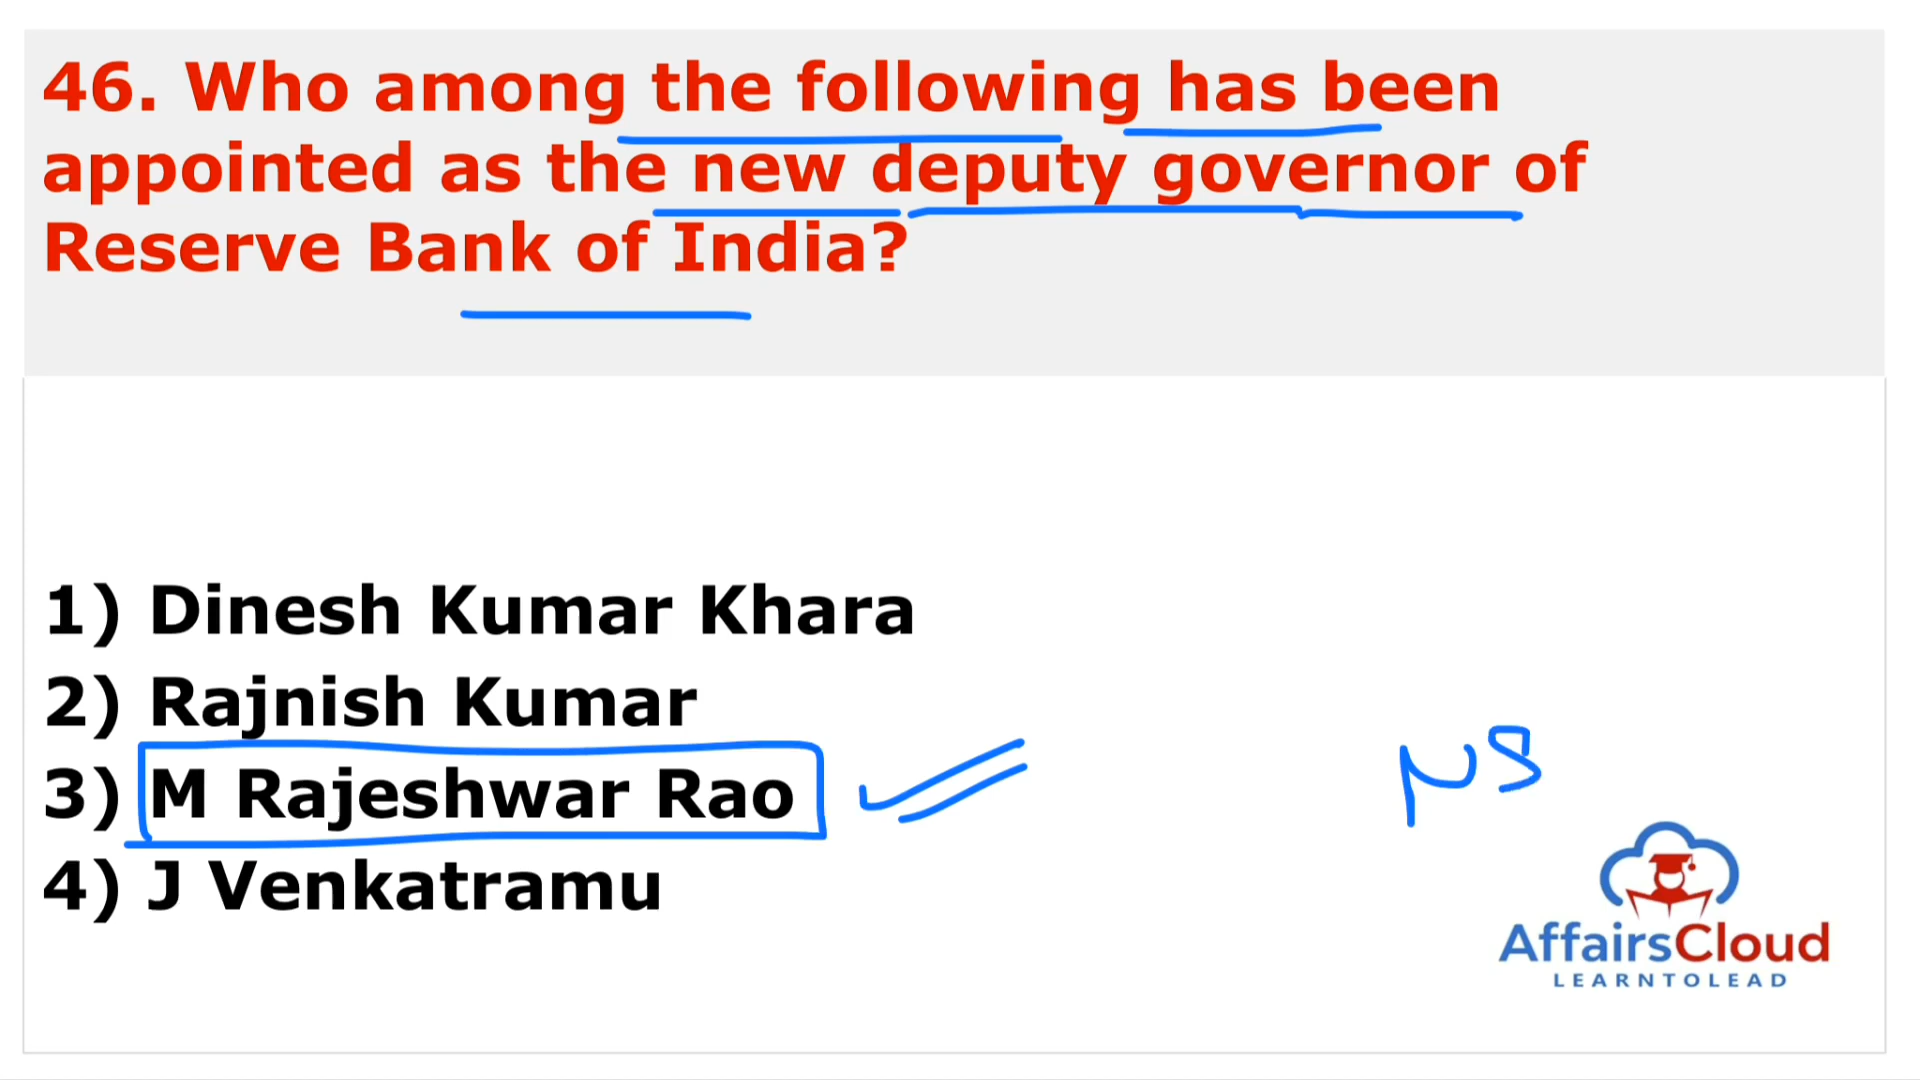 46. Who among the following has been
appointed as the new deputy governor of
Reserve Bank of India?
1) Dinesh Kumar Khara
2) Rajnish Kumar
3) M Rajeshwar Rao
4) J Venkatramu
AffairsCloud
LEARNTOLEAD